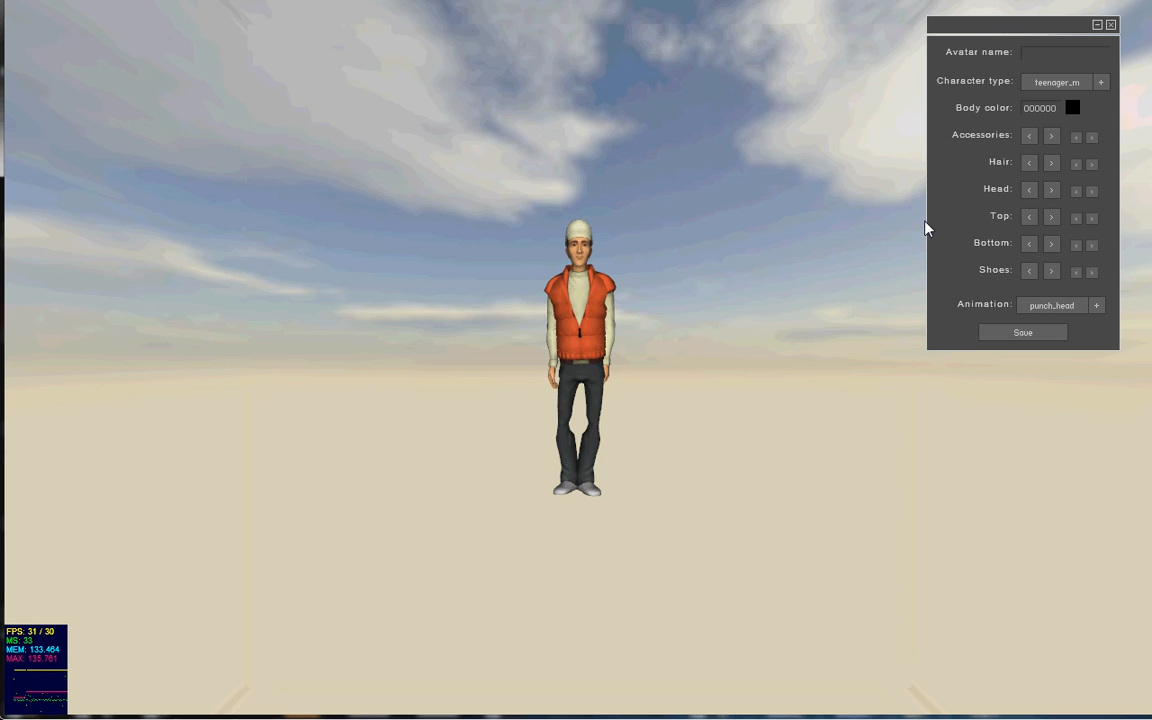 Avatar name:
Character type: teenager_m +
Body color: 000000
Accessories: < > < >
Hair: < > < >
Head: < > < >
Top: < > < >
Bottom: < > < >
Shoes: < > < >
Animation: punch_head +
Save
FPS: 31 / 30
MS: 33
MEM: 133.464
MAX: 135.761